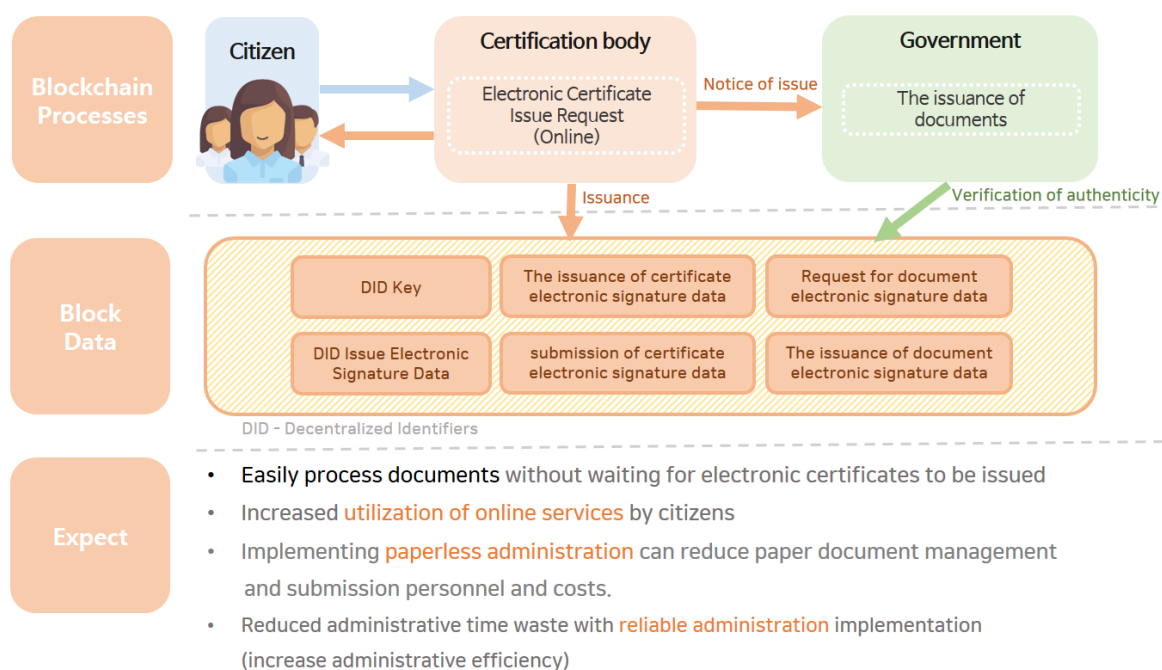 Blockchain
Processes
Citizen
Certification body
Electronic Certificate
Issue Request
(Online)
Notice of issue
Government
The issuance of
documents
Issuance
Verification of authenticity
Block
Data
DID Key
The issuance of certificate
electronic signature data
Request for document
electronic signature data
DID Issue Electronic
Signature Data
submission of certificate
electronic signature data
The issuance of document
electronic signature data
DID - Decentralized Identifiers
Expect
• Easily process documents without waiting for electronic certificates to be issued
• Increased utilization of online services by citizens
• Implementing paperless administration can reduce paper document management
and submission personnel and costs.
• Reduced administrative time waste with reliable administration implementation
(increase administrative efficiency)